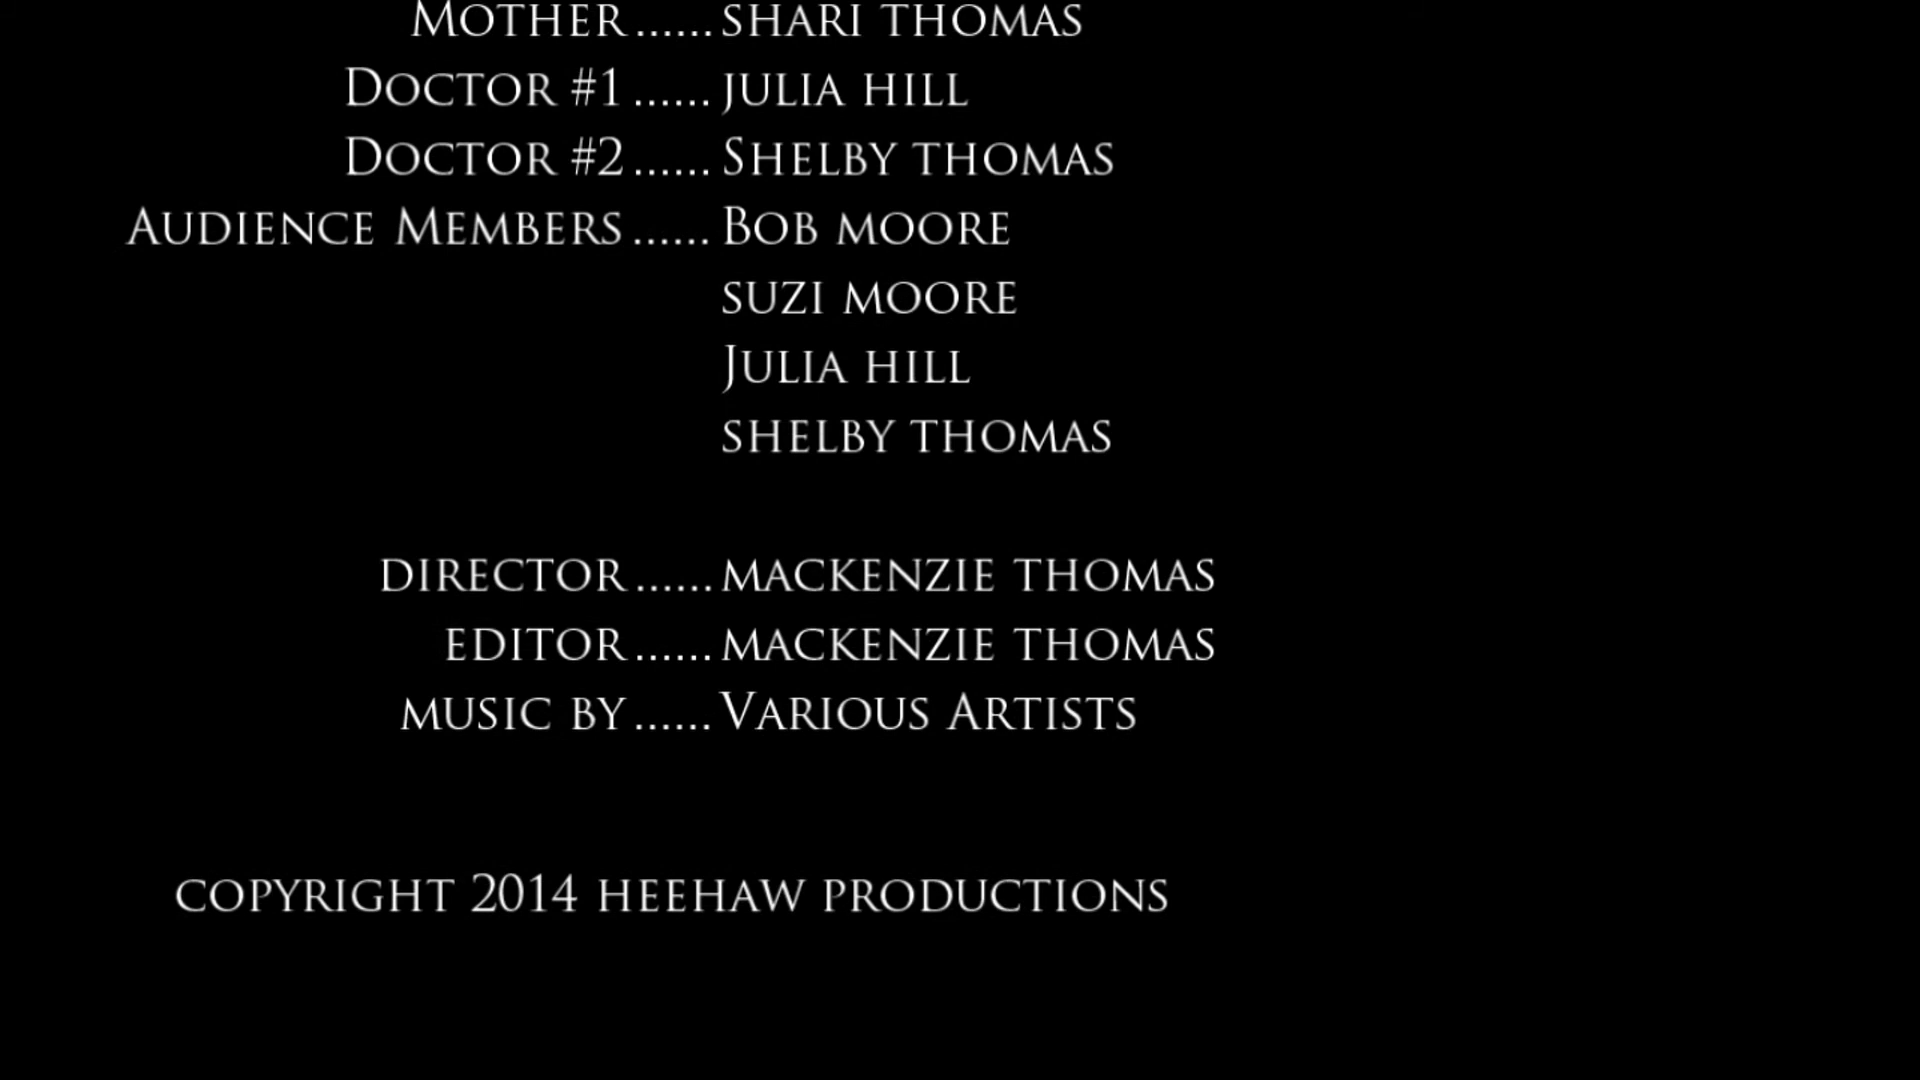 Mother......SHARI THOMAS
Doctor #1......JULIA HILL
Doctor #2......Shelby THOMAS
Audience Members......Bob MOORE
SUZI MOORE
Julia HILL
SHELBY THOMAS
DIRECTOR......MACKENZIE THOMAS
EDITOR......MACKENZIE THOMAS
MUSIC BY......Various Artists
COPYRIGHT 2014 HEEHAW PRODUCTIONS